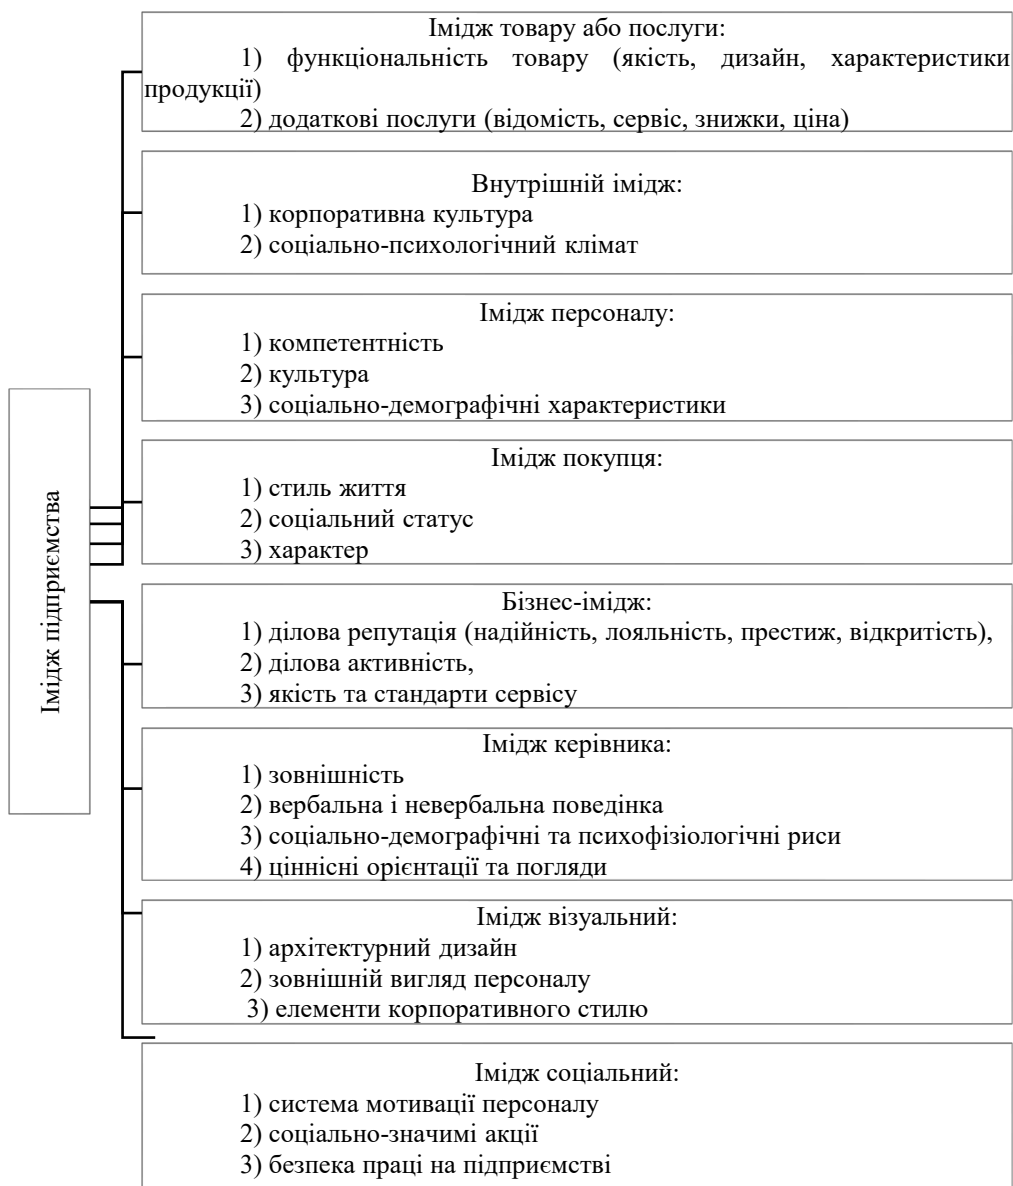 Імідж товару або послуги:
1) функціональність товару (якість, дизайн, характеристики
продукції)
2) додаткові послуги (відомість, сервіс, знижки, ціна)
Внутрішній імідж:
1) корпоративна культура
2) соціально-психологічний клімат
Імідж персоналу:
1) компетентність
2) культура
3) соціально-демографічні характеристики
Імідж покупця:
1) стиль життя
2) соціальний статус
3) характер
Імідж підприємства
Бізнес-імідж:
1) ділова репутація (надійність, лояльність, престиж, відкритість),
2) ділова активність,
3) якість та стандарти сервісу
Імідж керівника:
1) зовнішність
2) вербальна і невербальна поведінка
3) соціально-демографічні та психофізіологічні риси
4) ціннісні орієнтації та погляди
Імідж візуальний:
1) архітектурний дизайн
2) зовнішній вигляд персоналу
3) елементи корпоративного стилю
Імідж соціальний:
1) система мотивації персоналу
2) соціально-значимі акції
3) безпека праці на підприємстві